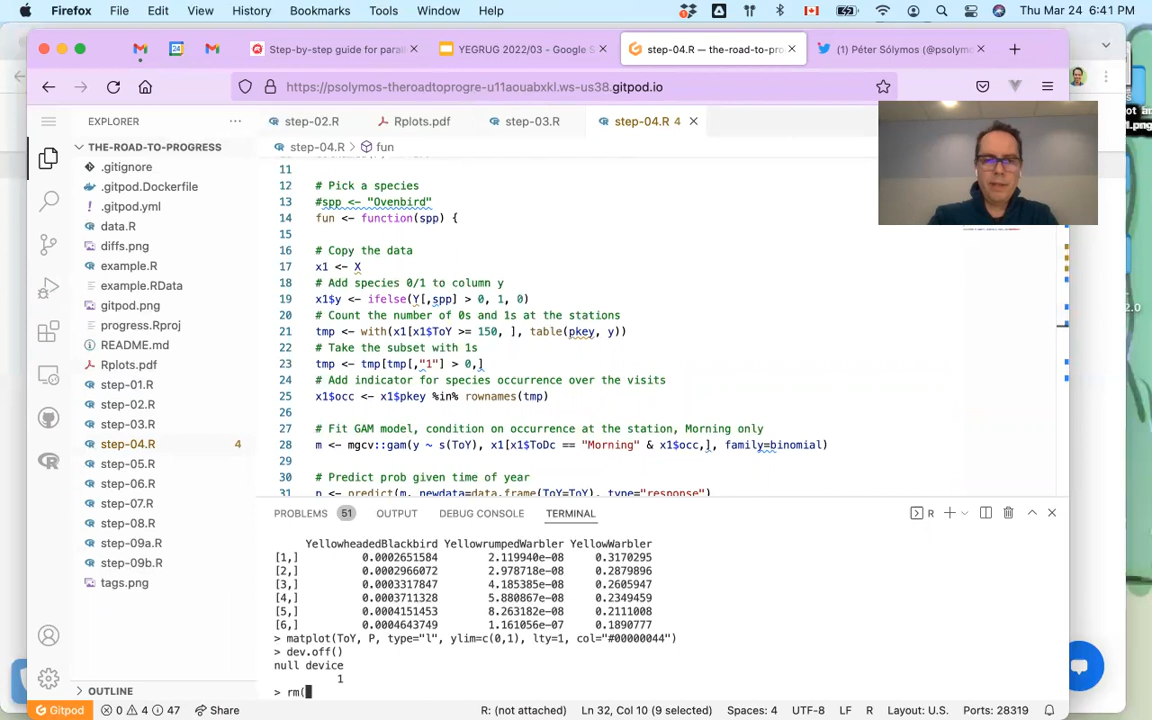 Firefox File Edit View History Bookmarks Tools Window Help Thu Mar 24 6:41 PM
Step-by-step guide for paral YEGRUG 2022/03 - Google S step-04.R — the-road-to-pro (1) Péter Sólymos (@psolymo
https://psolymos-theroadtoprogre-u11aouabxkl.ws-us38.gitpod.io
EXPLORER
step-02.R Rplots.pdf step-03.R step-04.R 4
THE-ROAD-TO-PROGRESS
step-04.R > fun
.gitignore
.gitpod.Dockerfile
.gitpod.yml
data.R
diffs.png
example.R
example.RData
gitpod.png
progress.Rproj
README.md
Rplots.pdf
step-01.R
step-02.R
step-03.R
step-04.R 4
step-05.R
step-06.R
step-07.R
step-08.R
step-09a.R
step-09b.R
tags.png
OUTLINE
TIMELINE
11
12 # Pick a species
13 #spp <- "Ovenbird"
14 fun <- function(spp) {
15
16 # Copy the data
17 x1 <- X
18 # Add species 0/1 to column y
19 x1$y <- ifelse(Y[,spp] > 0, 1, 0)
20 # Count the number of 0s and 1s at the stations
21 tmp <- with(x1[x1$ToY >= 150, ], table(pkey, y))
22 # Take the subset with 1s
23 tmp <- tmp[tmp[,"1"] > 0,]
24 # Add indicator for species occurrence over the visits
25 x1$occ <- x1$pkey %in% rownames(tmp)
26
27 # Fit GAM model, condition on occurrence at the station, Morning only
28 m <- mgcv::gam(y ~ s(ToY), x1[x1$ToDc == "Morning" & x1$occ,], family=binomial)
29
30 # Predict prob given time of year
31 p <- predict(m, newdata=data.frame(ToY=ToY), type="response")
PROBLEMS 51 OUTPUT DEBUG CONSOLE TERMINAL R
YellowheadedBlackbird YellowrumpedWarbler YellowWarbler
[1,] 0.0002651584 2.119940e-08 0.3170295
[2,] 0.0002966072 2.978718e-08 0.2879896
[3,] 0.0003317847 4.185385e-08 0.2605947
[4,] 0.0003711328 5.880867e-08 0.2349459
[5,] 0.0004151453 8.263182e-08 0.2111008
[6,] 0.0004643749 1.161056e-07 0.1890777
> matplot(ToY, P, type="l", ylim=c(0,1), lty=1, col="#00000044")
> dev.off()
null device
1
> rm(
Gitpod 0 4 47 Share R: (not attached) Ln 32, Col 10 (9 selected) Spaces: 4 UTF-8 LF R Layout: U.S. Ports: 28319